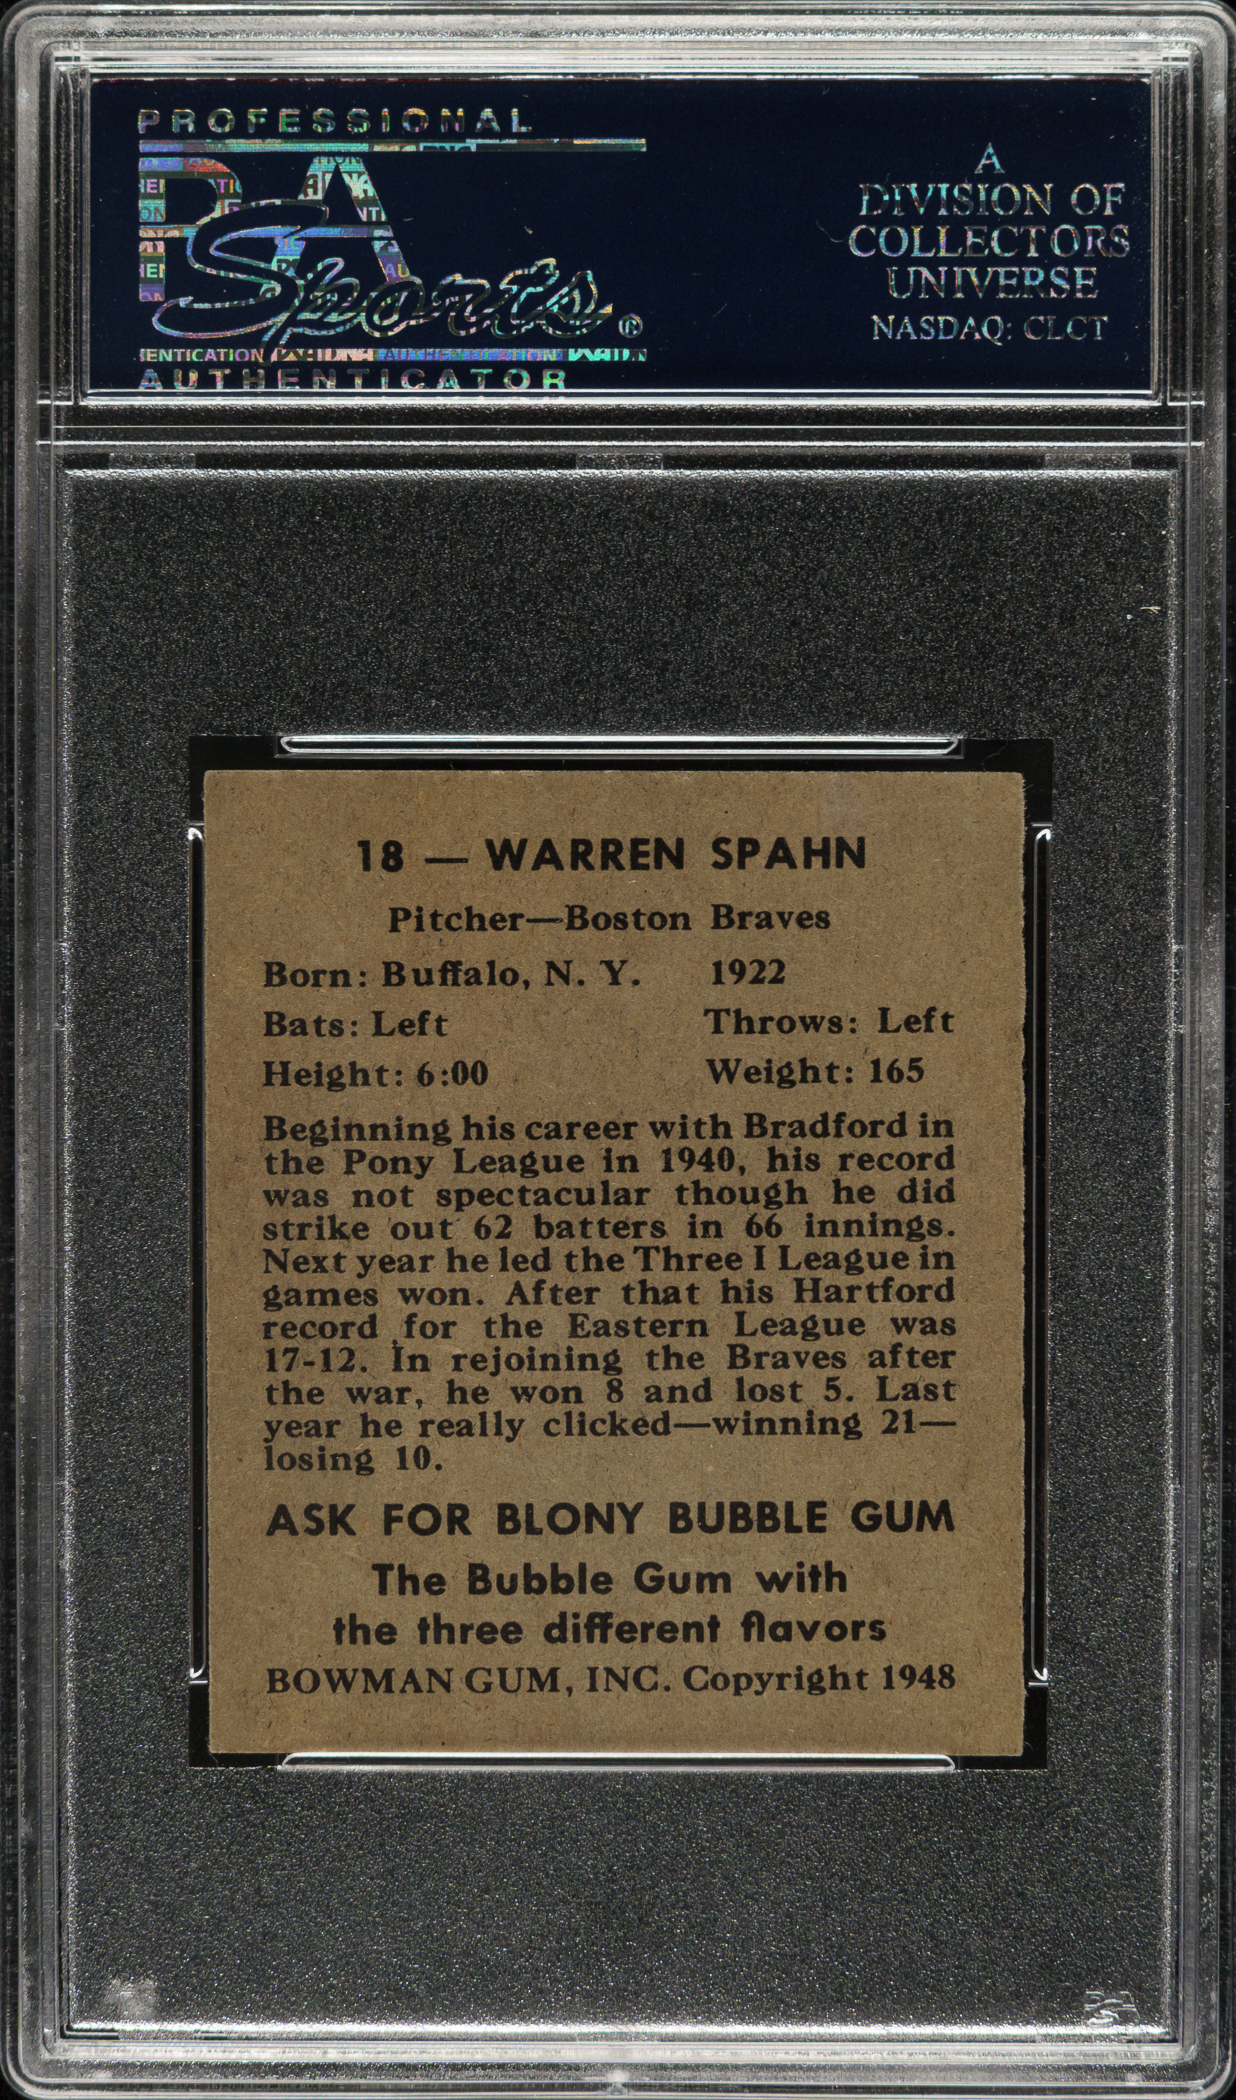 PROFESSIONAL
PSA
Sports®
AUTHENTICATOR
A
DIVISION OF
COLLECTORS
UNIVERSE
NASDAQ: CLCT
18 — WARREN SPAHN
Pitcher—Boston Braves
Born: Buffalo, N. Y. 1922
Bats: Left Throws: Left
Height: 6:00 Weight: 165
Beginning his career with Bradford in
the Pony League in 1940, his record
was not spectacular though he did
strike out 62 batters in 66 innings.
Next year he led the Three I League in
games won. After that his Hartford
record for the Eastern League was
17-12. In rejoining the Braves after
the war, he won 8 and lost 5. Last
year he really clicked—winning 21—
losing 10.
ASK FOR BLONY BUBBLE GUM
The Bubble Gum with
the three different flavors
BOWMAN GUM, INC. Copyright 1948
PSA